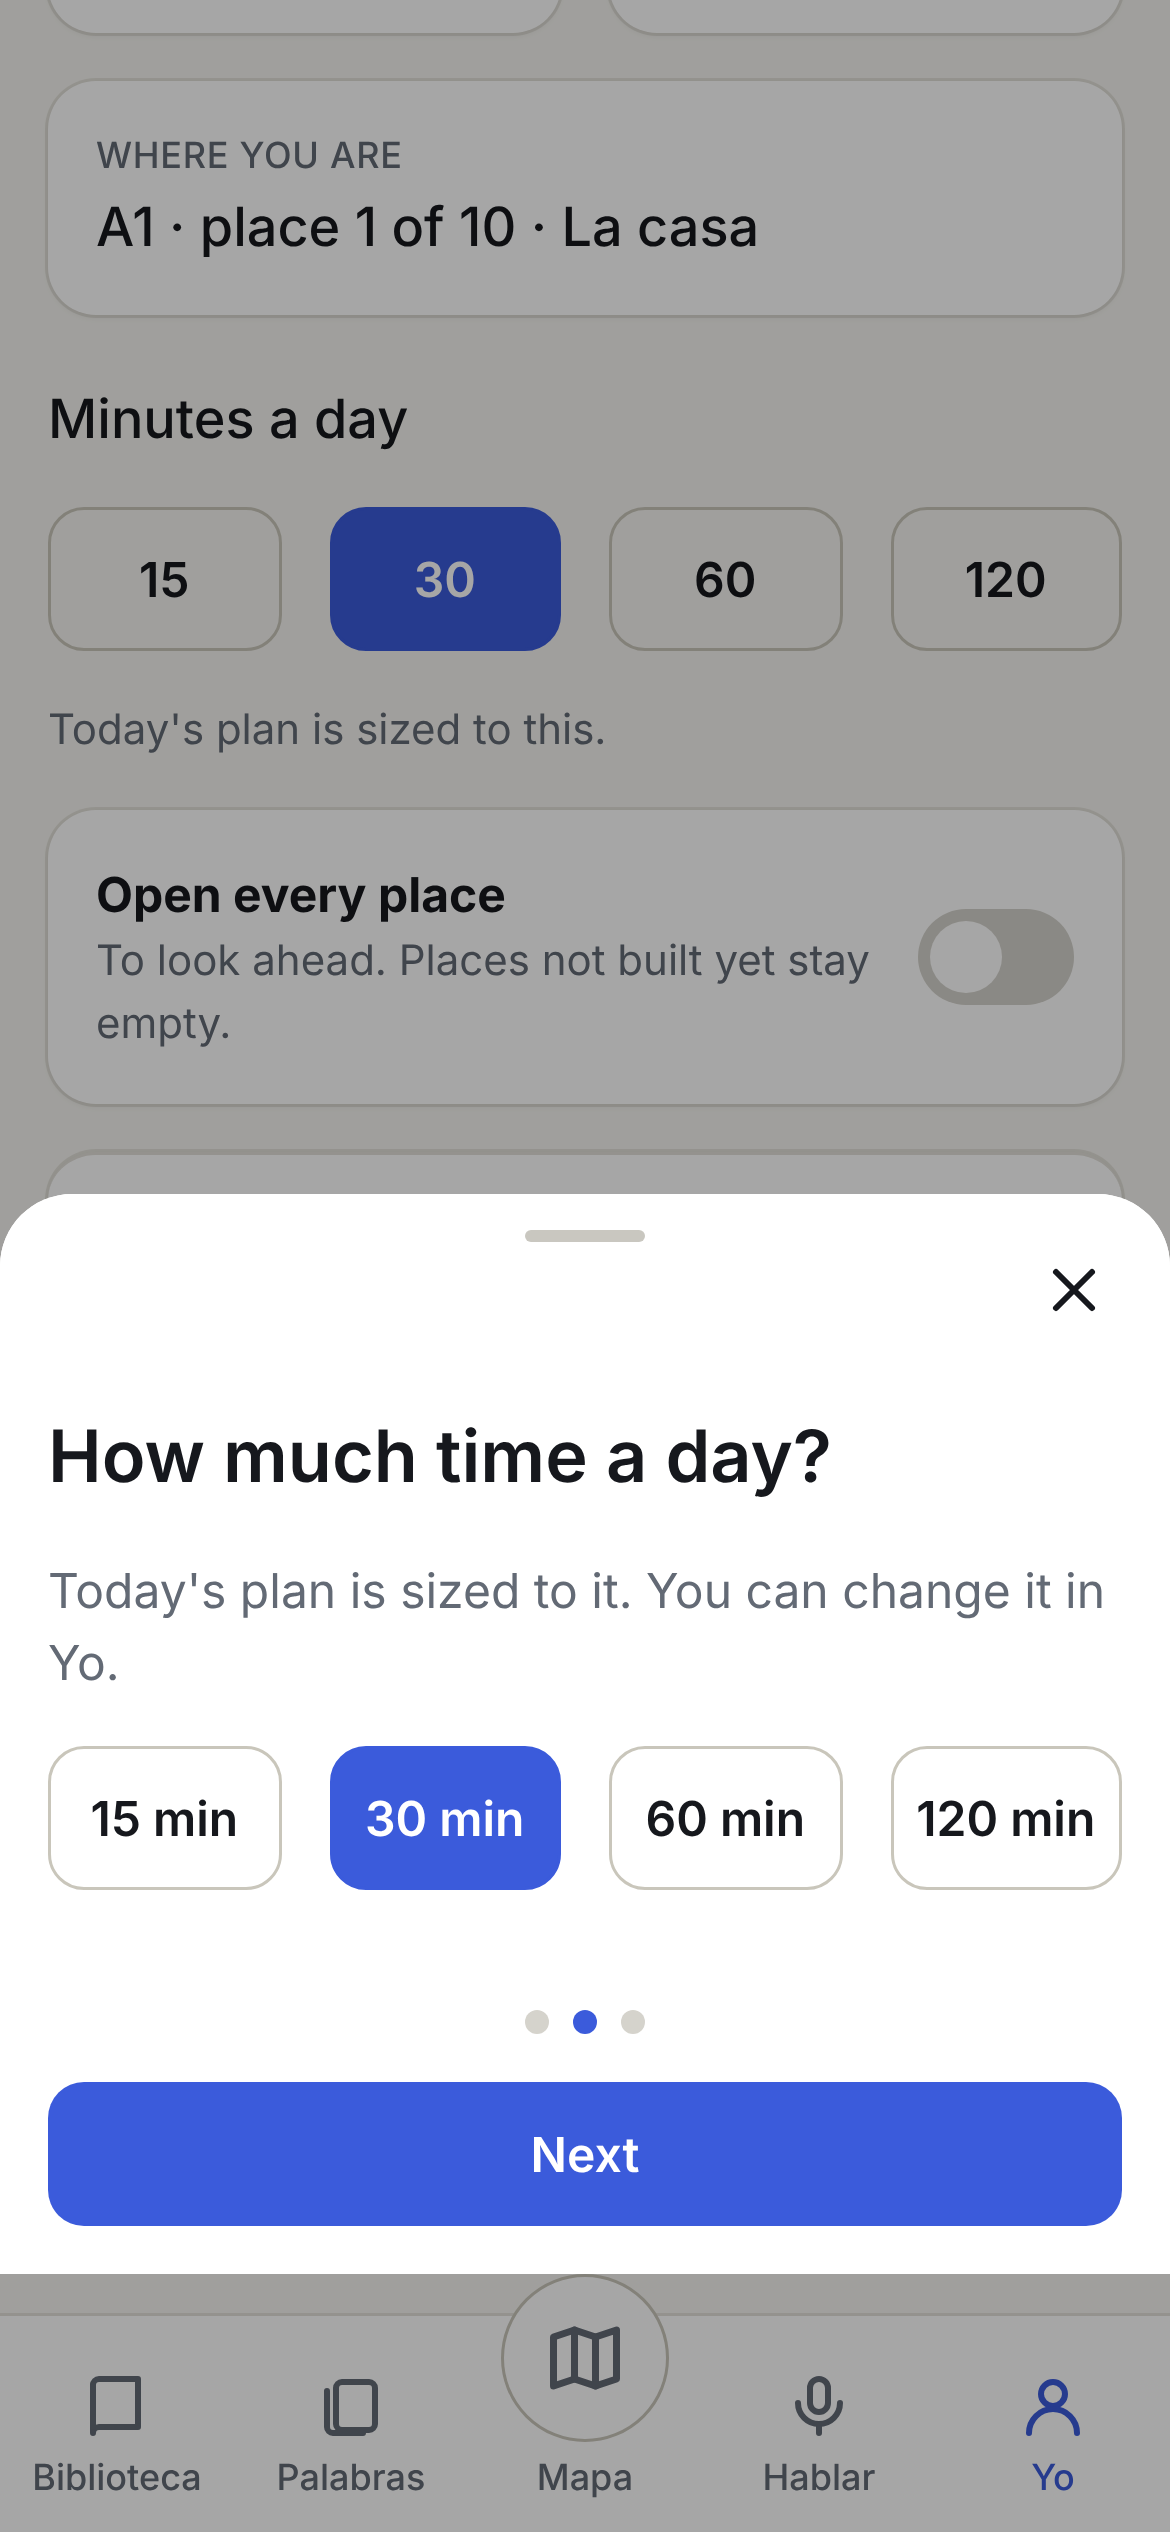 WHERE YOU ARE
A1 · place 1 of 10 · La casa
Minutes a day
15
30
60
120
Today's plan is sized to this.
Open every place
To look ahead. Places not built yet stay
empty.
How much time a day?
Today's plan is sized to it. You can change it in
Yo.
15 min
30 min
60 min
120 min
Next
Biblioteca
Palabras
Mapa
Hablar
Yo